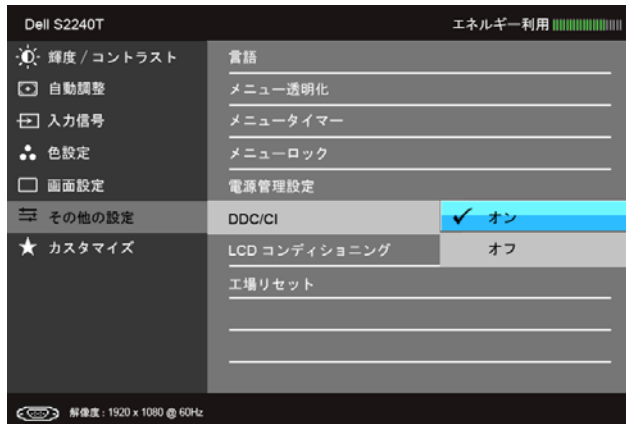 Dell S2240T
エネルギー利用
輝度 / コントラスト
自動調整
入力信号
色設定
画面設定
その他の設定
カスタマイズ
言語
メニュー透明化
メニュータイマー
メニューロック
電源管理設定
DDC/CI
オン
LCD コンディショニング
オフ
工場リセット
解像度 : 1920 x 1080 @ 60Hz